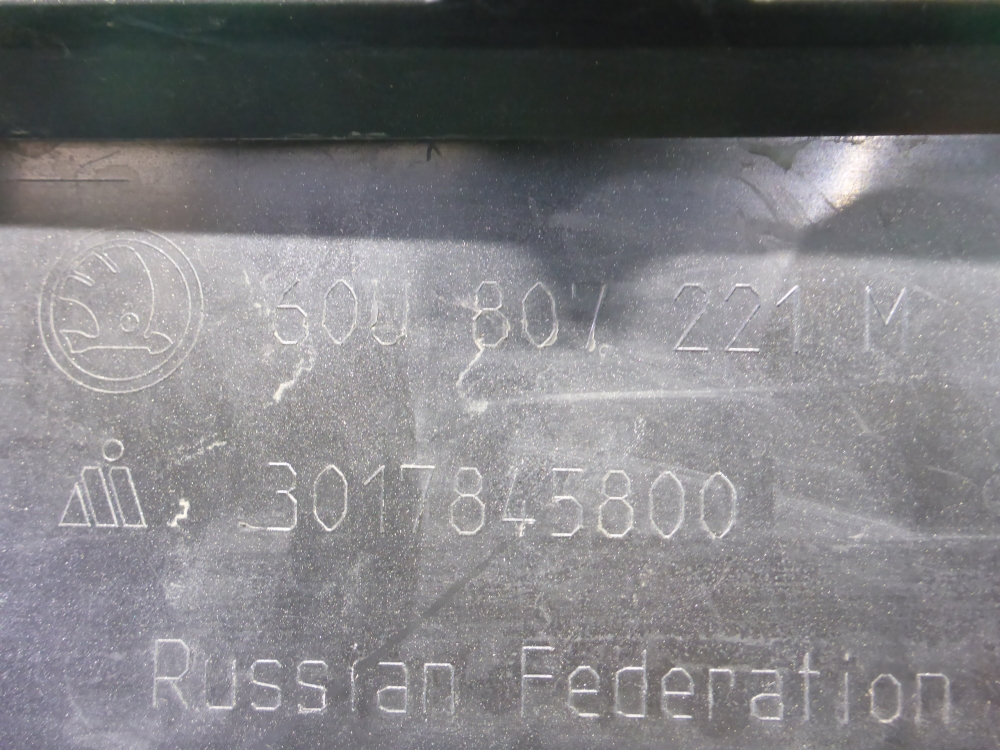 60U 807 221 M
3017845800
Russian Federation